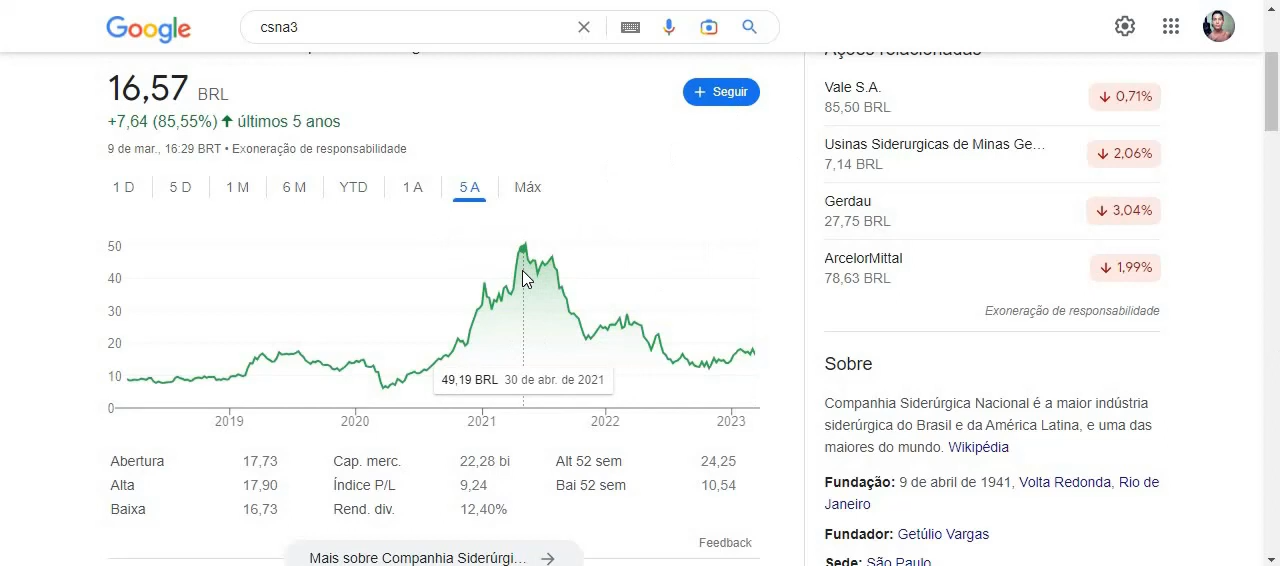 Google
csna3
16,57 BRL
+7,64 (85,55%) ↑ últimos 5 anos
9 de mar., 16:29 BRT • Exoneração de responsabilidade
+ Seguir
1 D 5 D 1 M 6 M YTD 1 A 5 A Máx
50
40
30
20
10
0
49,19 BRL 30 de abr. de 2021
2019 2020 2021 2022 2023
Abertura 17,73 Cap. merc. 22,28 bi Alt 52 sem 24,25
Alta 17,90 Índice P/L 9,24 Bai 52 sem 10,54
Baixa 16,73 Rend. div. 12,40%
Feedback
Mais sobre Companhia Siderúrgi... →
Ações relacionadas
Vale S.A.
85,50 BRL
↓ 0,71%
Usinas Siderurgicas de Minas Ge...
7,14 BRL
↓ 2,06%
Gerdau
27,75 BRL
↓ 3,04%
ArcelorMittal
78,63 BRL
↓ 1,99%
Exoneração de responsabilidade
Sobre
Companhia Siderúrgica Nacional é a maior indústria
siderúrgica do Brasil e da América Latina, e uma das
maiores do mundo. Wikipédia
Fundação: 9 de abril de 1941, Volta Redonda, Rio de
Janeiro
Fundador: Getúlio Vargas
Sede: São Paulo